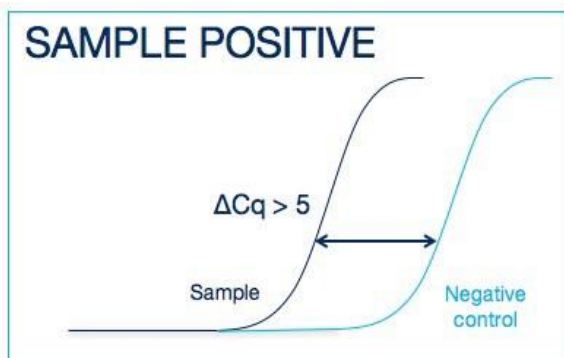 SAMPLE POSITIVE
ΔCq > 5
Sample
Negative
control